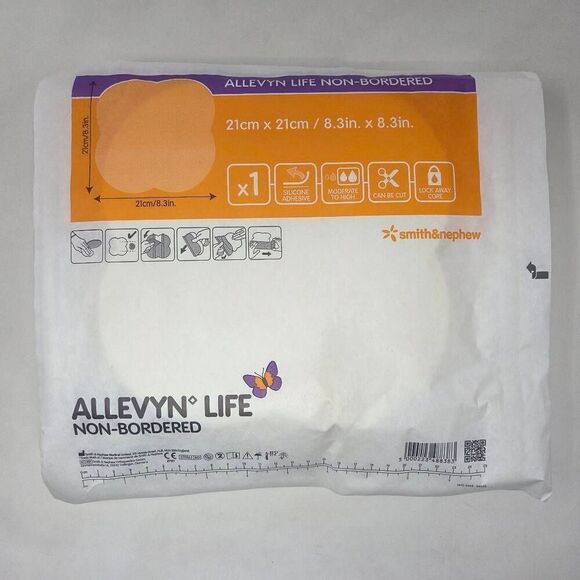 ALLEVYN LIFE NON-BORDERED
21cm x 21cm / 8.3in. x 8.3in.
21cm/8.3in.
21cm/8.3in.
x1
SILICONE ADHESIVE
MODERATE TO HIGH
CAN BE CUT
LOCK AWAY CORE
smith&nephew
ALLEVYN◇ LIFE
NON-BORDERED